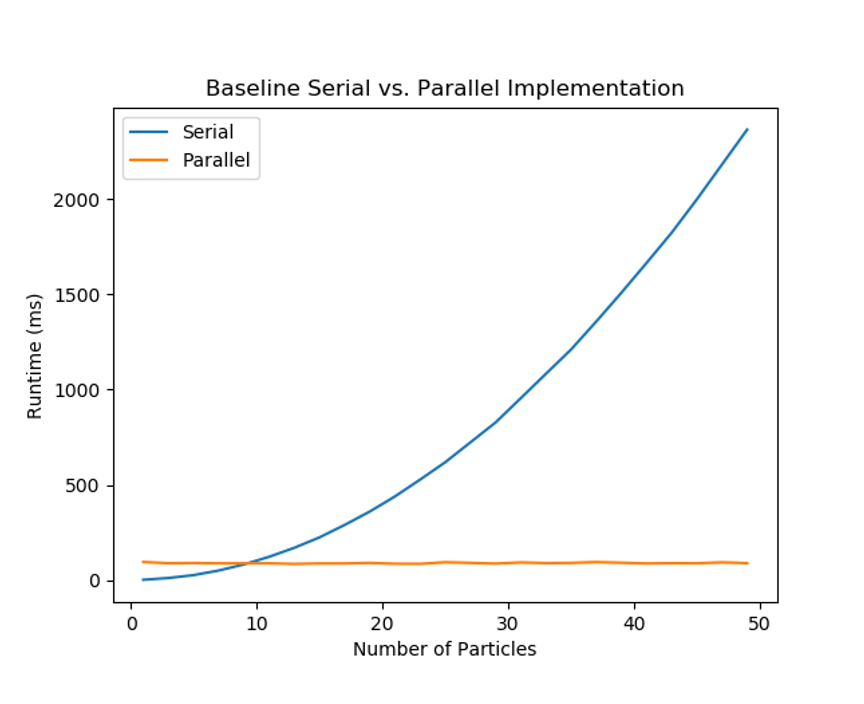 Baseline Serial vs. Parallel Implementation
Serial
Parallel
2000
1500
1000
500
0
Runtime (ms)
0 10 20 30 40 50
Number of Particles